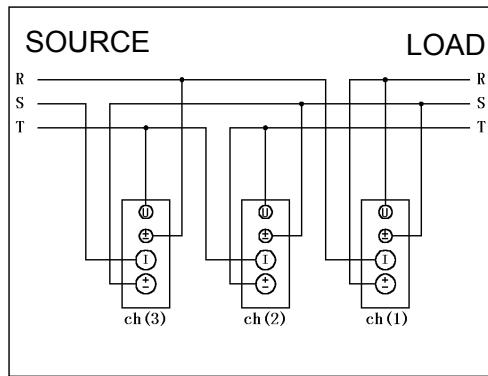 SOURCE LOAD
R R
S S
T T
U U U
± ± ±
I I I
± ± ±
ch(3) ch(2) ch(1)